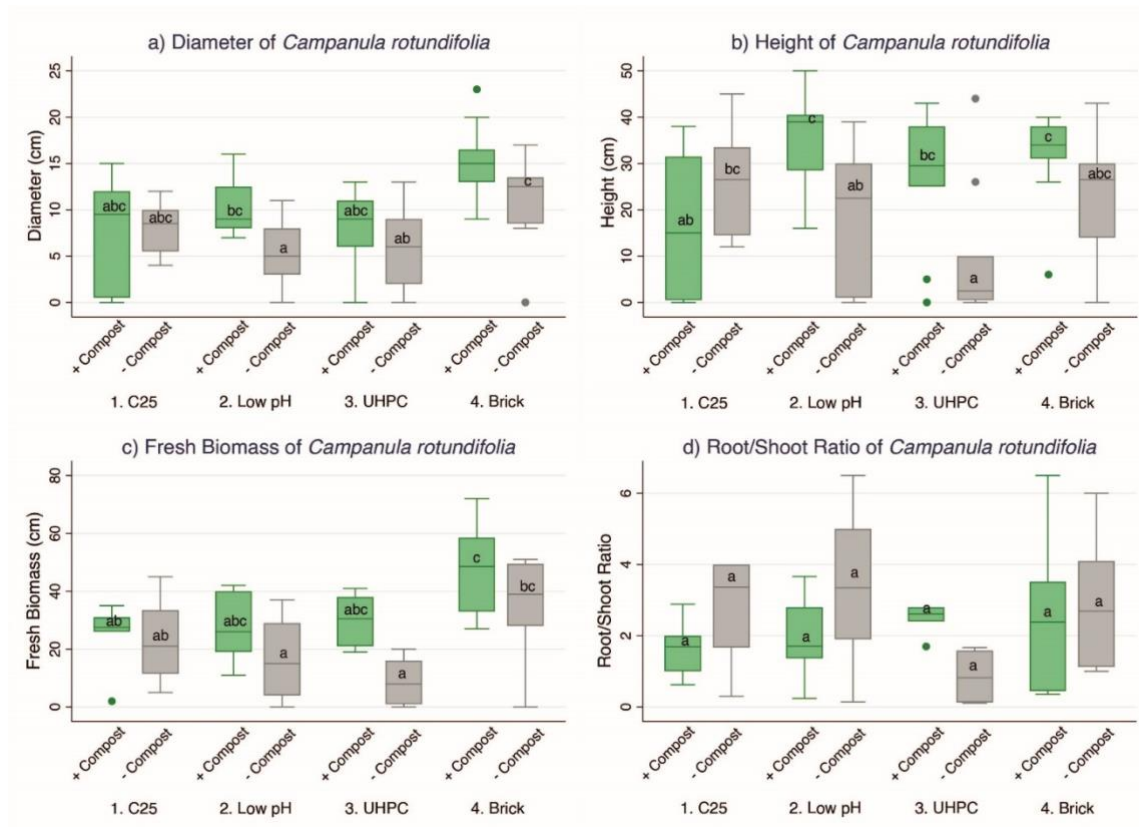 a) Diameter of Campanula rotundifolia
Diameter (cm)
25
20
15
10
5
0
abc
abc
bc
a
abc
ab
c
+ Compost
- Compost
+ Compost
- Compost
+ Compost
- Compost
+ Compost
- Compost
1. C25
2. Low pH
3. UHPC
4. Brick
b) Height of Campanula rotundifolia
Height (cm)
50
40
30
20
10
0
ab
bc
c
ab
bc
a
c
abc
+ Compost
- Compost
+ Compost
- Compost
+ Compost
- Compost
+ Compost
- Compost
1. C25
2. Low pH
3. UHPC
4. Brick
c) Fresh Biomass of Campanula rotundifolia
Fresh Biomass (cm)
80
60
40
20
0
ab
ab
abc
a
abc
a
c
bc
+ Compost
- Compost
+ Compost
- Compost
+ Compost
- Compost
+ Compost
- Compost
1. C25
2. Low pH
3. UHPC
4. Brick
d) Root/Shoot Ratio of Campanula rotundifolia
Root/Shoot Ratio
6
4
2
0
a
a
a
a
a
a
a
a
+ Compost
- Compost
+ Compost
- Compost
+ Compost
- Compost
+ Compost
- Compost
1. C25
2. Low pH
3. UHPC
4. Brick